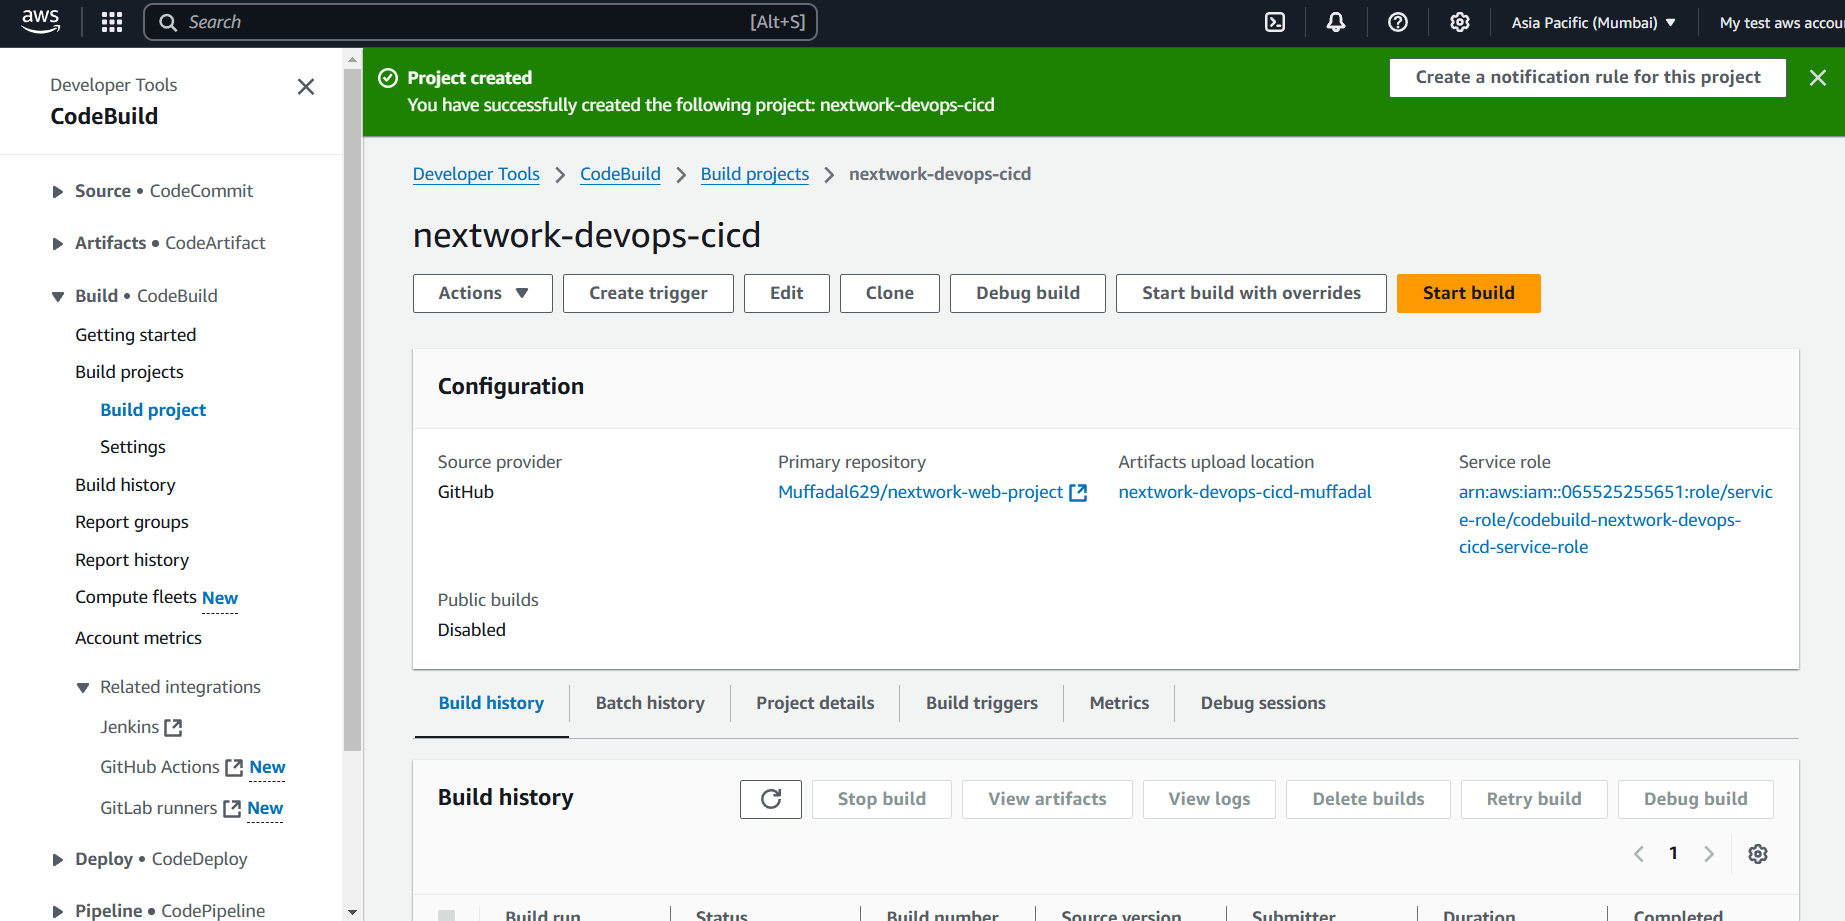 aws
Search
[Alt+S]
Asia Pacific (Mumbai)
My test aws accou
Developer Tools
CodeBuild
Source • CodeCommit
Artifacts • CodeArtifact
Build • CodeBuild
Getting started
Build projects
Build project
Settings
Build history
Report groups
Report history
Compute fleets New
Account metrics
Related integrations
Jenkins
GitHub Actions New
GitLab runners New
Deploy • CodeDeploy
Pipeline • CodePipeline
Project created
You have successfully created the following project: nextwork-devops-cicd
Create a notification rule for this project
Developer Tools
CodeBuild
Build projects
nextwork-devops-cicd
nextwork-devops-cicd
Actions
Create trigger
Edit
Clone
Debug build
Start build with overrides
Start build
Configuration
Source provider
GitHub
Primary repository
Muffadal629/nextwork-web-project
Artifacts upload location
nextwork-devops-cicd-muffadal
Service role
arn:aws:iam::065525255651:role/servic
e-role/codebuild-nextwork-devops-
cicd-service-role
Public builds
Disabled
Build history
Batch history
Project details
Build triggers
Metrics
Debug sessions
Build history
Stop build
View artifacts
View logs
Delete builds
Retry build
Debug build
1
Build run
Status
Build number
Source version
Submitter
Duration
Completed